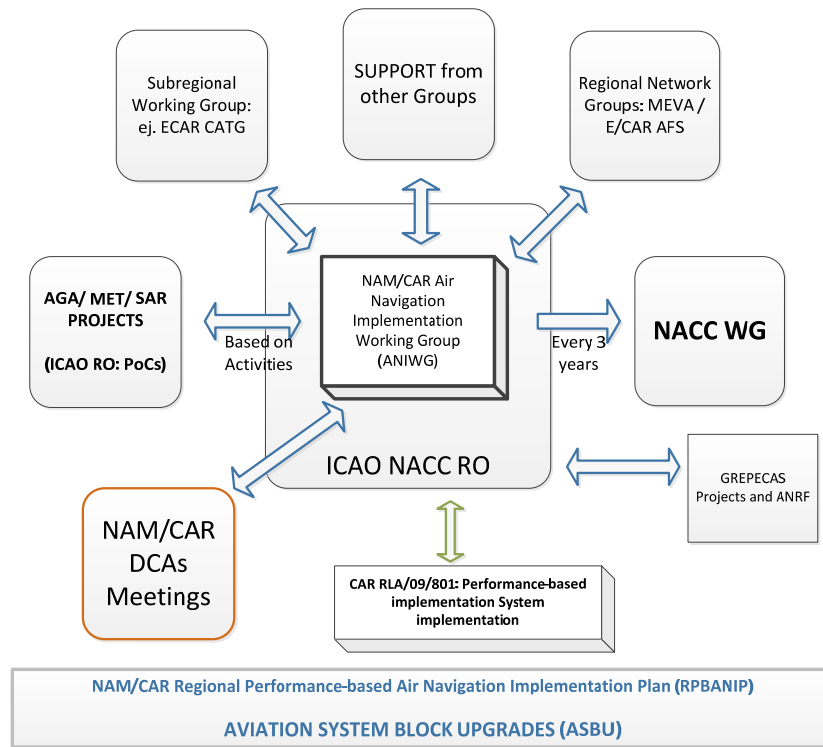 Subregional
Working Group:
ej. ECAR CATG
SUPPORT from
other Groups
Regional Network
Groups: MEVA /
E/CAR AFS
AGA/ MET/ SAR
PROJECTS
(ICAO RO: PoCs)
Based on
Activities
NAM/CAR Air
Navigation
Implementation
Working Group
(ANIWG)
Every 3
years
NACC WG
ICAO NACC RO
GREPECAS
Projects and ANRF
NAM/CAR
DCAs
Meetings
CAR RLA/09/801: Performance-based
implementation System
implementation
NAM/CAR Regional Performance-based Air Navigation Implementation Plan (RPBANIP)
AVIATION SYSTEM BLOCK UPGRADES (ASBU)